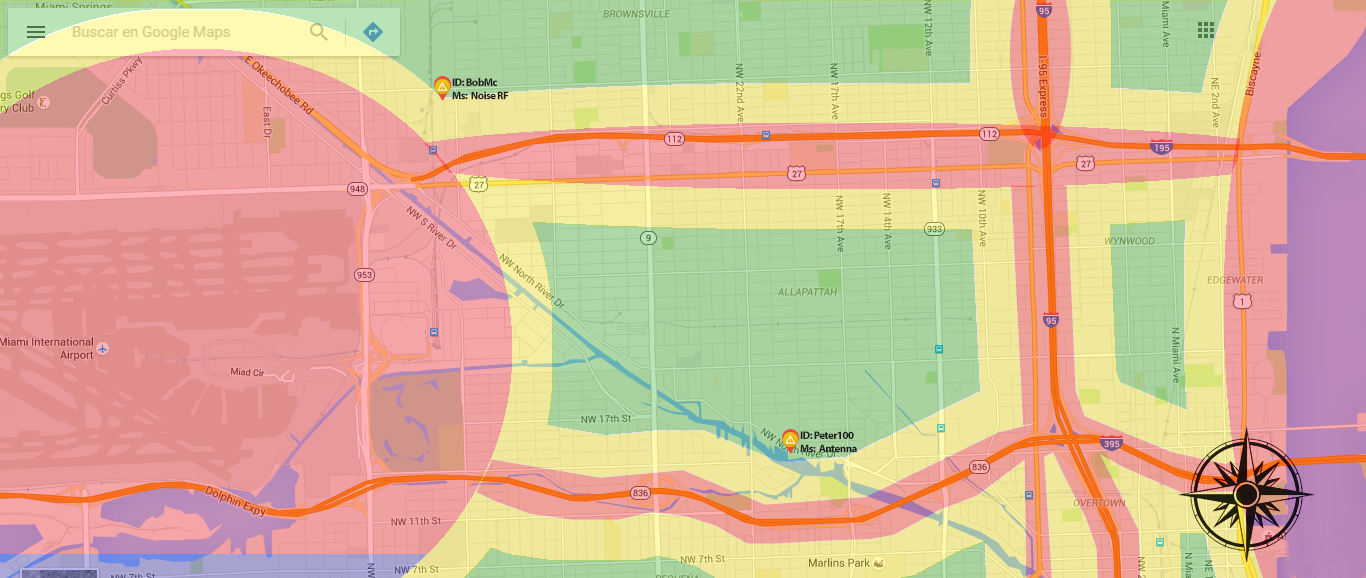 Miami Springs
Buscar en Google Maps
BROWNSVILLE
NW 12th Ave
95
Miami Ave
I-95 Express
Biscayne
E Okeechobee Rd
Curtiss Pkwy
ID: BobMc
Ms: Noise RF
NW 22nd Ave
NW 17th Ave
NE 2nd Ave
gs Golf
ry Club
East Dr
112
112
195
27
27
27
948
NW S River Dr
NW 17th Ave
NW 14th Ave
NW 10th Ave
9
933
WYNWOOD
NW North River Dr
953
ALLAPATTAH
EDGEWATER
1
95
Miami International
Airport
N Miami Ave
Miad Cir
NW 17th St
ID: Peter100
Ms: Antenna
NW North River Dr
395
836
836
Dolphin Expy
OVERTOWN
NW 11th St
NW 7th St
Marlins Park
NW 7th St
NW 7th St
NW
NW 2
N Miami
NE